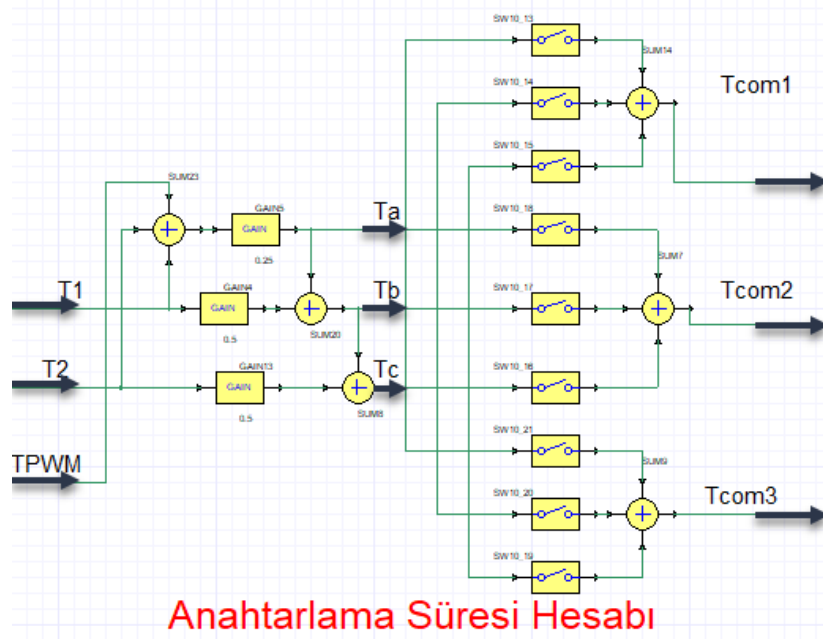 SW10_13
SUM14
SW10_14
Tcom1
SW10_15
SUM23
GAIN5
Ta
SW10_18
GAIN
0.25
SUM7
T1
GAIN4
Tb
SW10_17
Tcom2
GAIN
0.5
SUM20
T2
GAIN13
Tc
SW10_16
GAIN
0.5
SUM8
SW10_21
TPWM
SUM9
SW10_20
Tcom3
SW10_19
Anahtarlama Süresi Hesabı